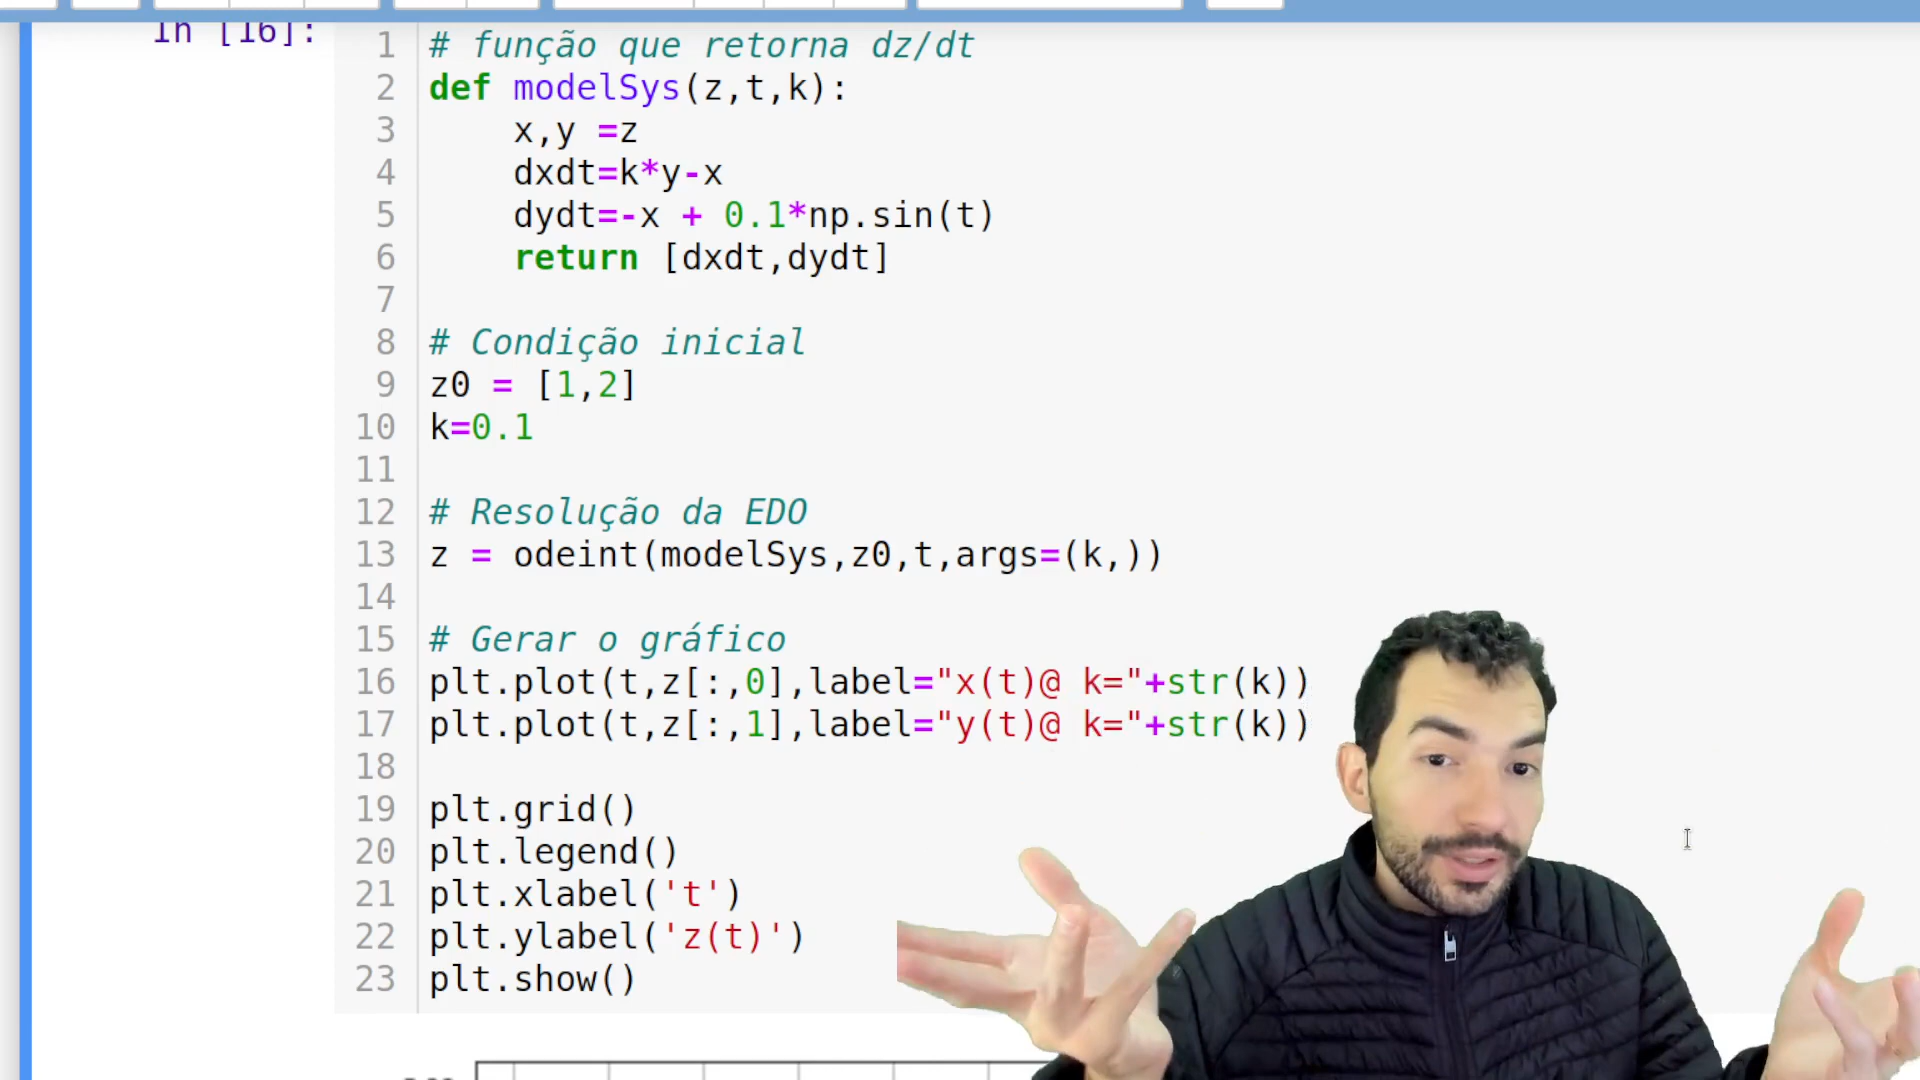 In [16]:
1 # função que retorna dz/dt
2 def modelSys(z,t,k):
3 x,y =z
4 dxdt=k*y-x
5 dydt=-x + 0.1*np.sin(t)
6 return [dxdt,dydt]
7
8 # Condição inicial
9 z0 = [1,2]
10 k=0.1
11
12 # Resolução da EDO
13 z = odeint(modelSys,z0,t,args=(k,))
14
15 # Gerar o gráfico
16 plt.plot(t,z[:,0],label="x(t)@ k="+str(k))
17 plt.plot(t,z[:,1],label="y(t)@ k="+str(k))
18
19 plt.grid()
20 plt.legend()
21 plt.xlabel('t')
22 plt.ylabel('z(t)')
23 plt.show()